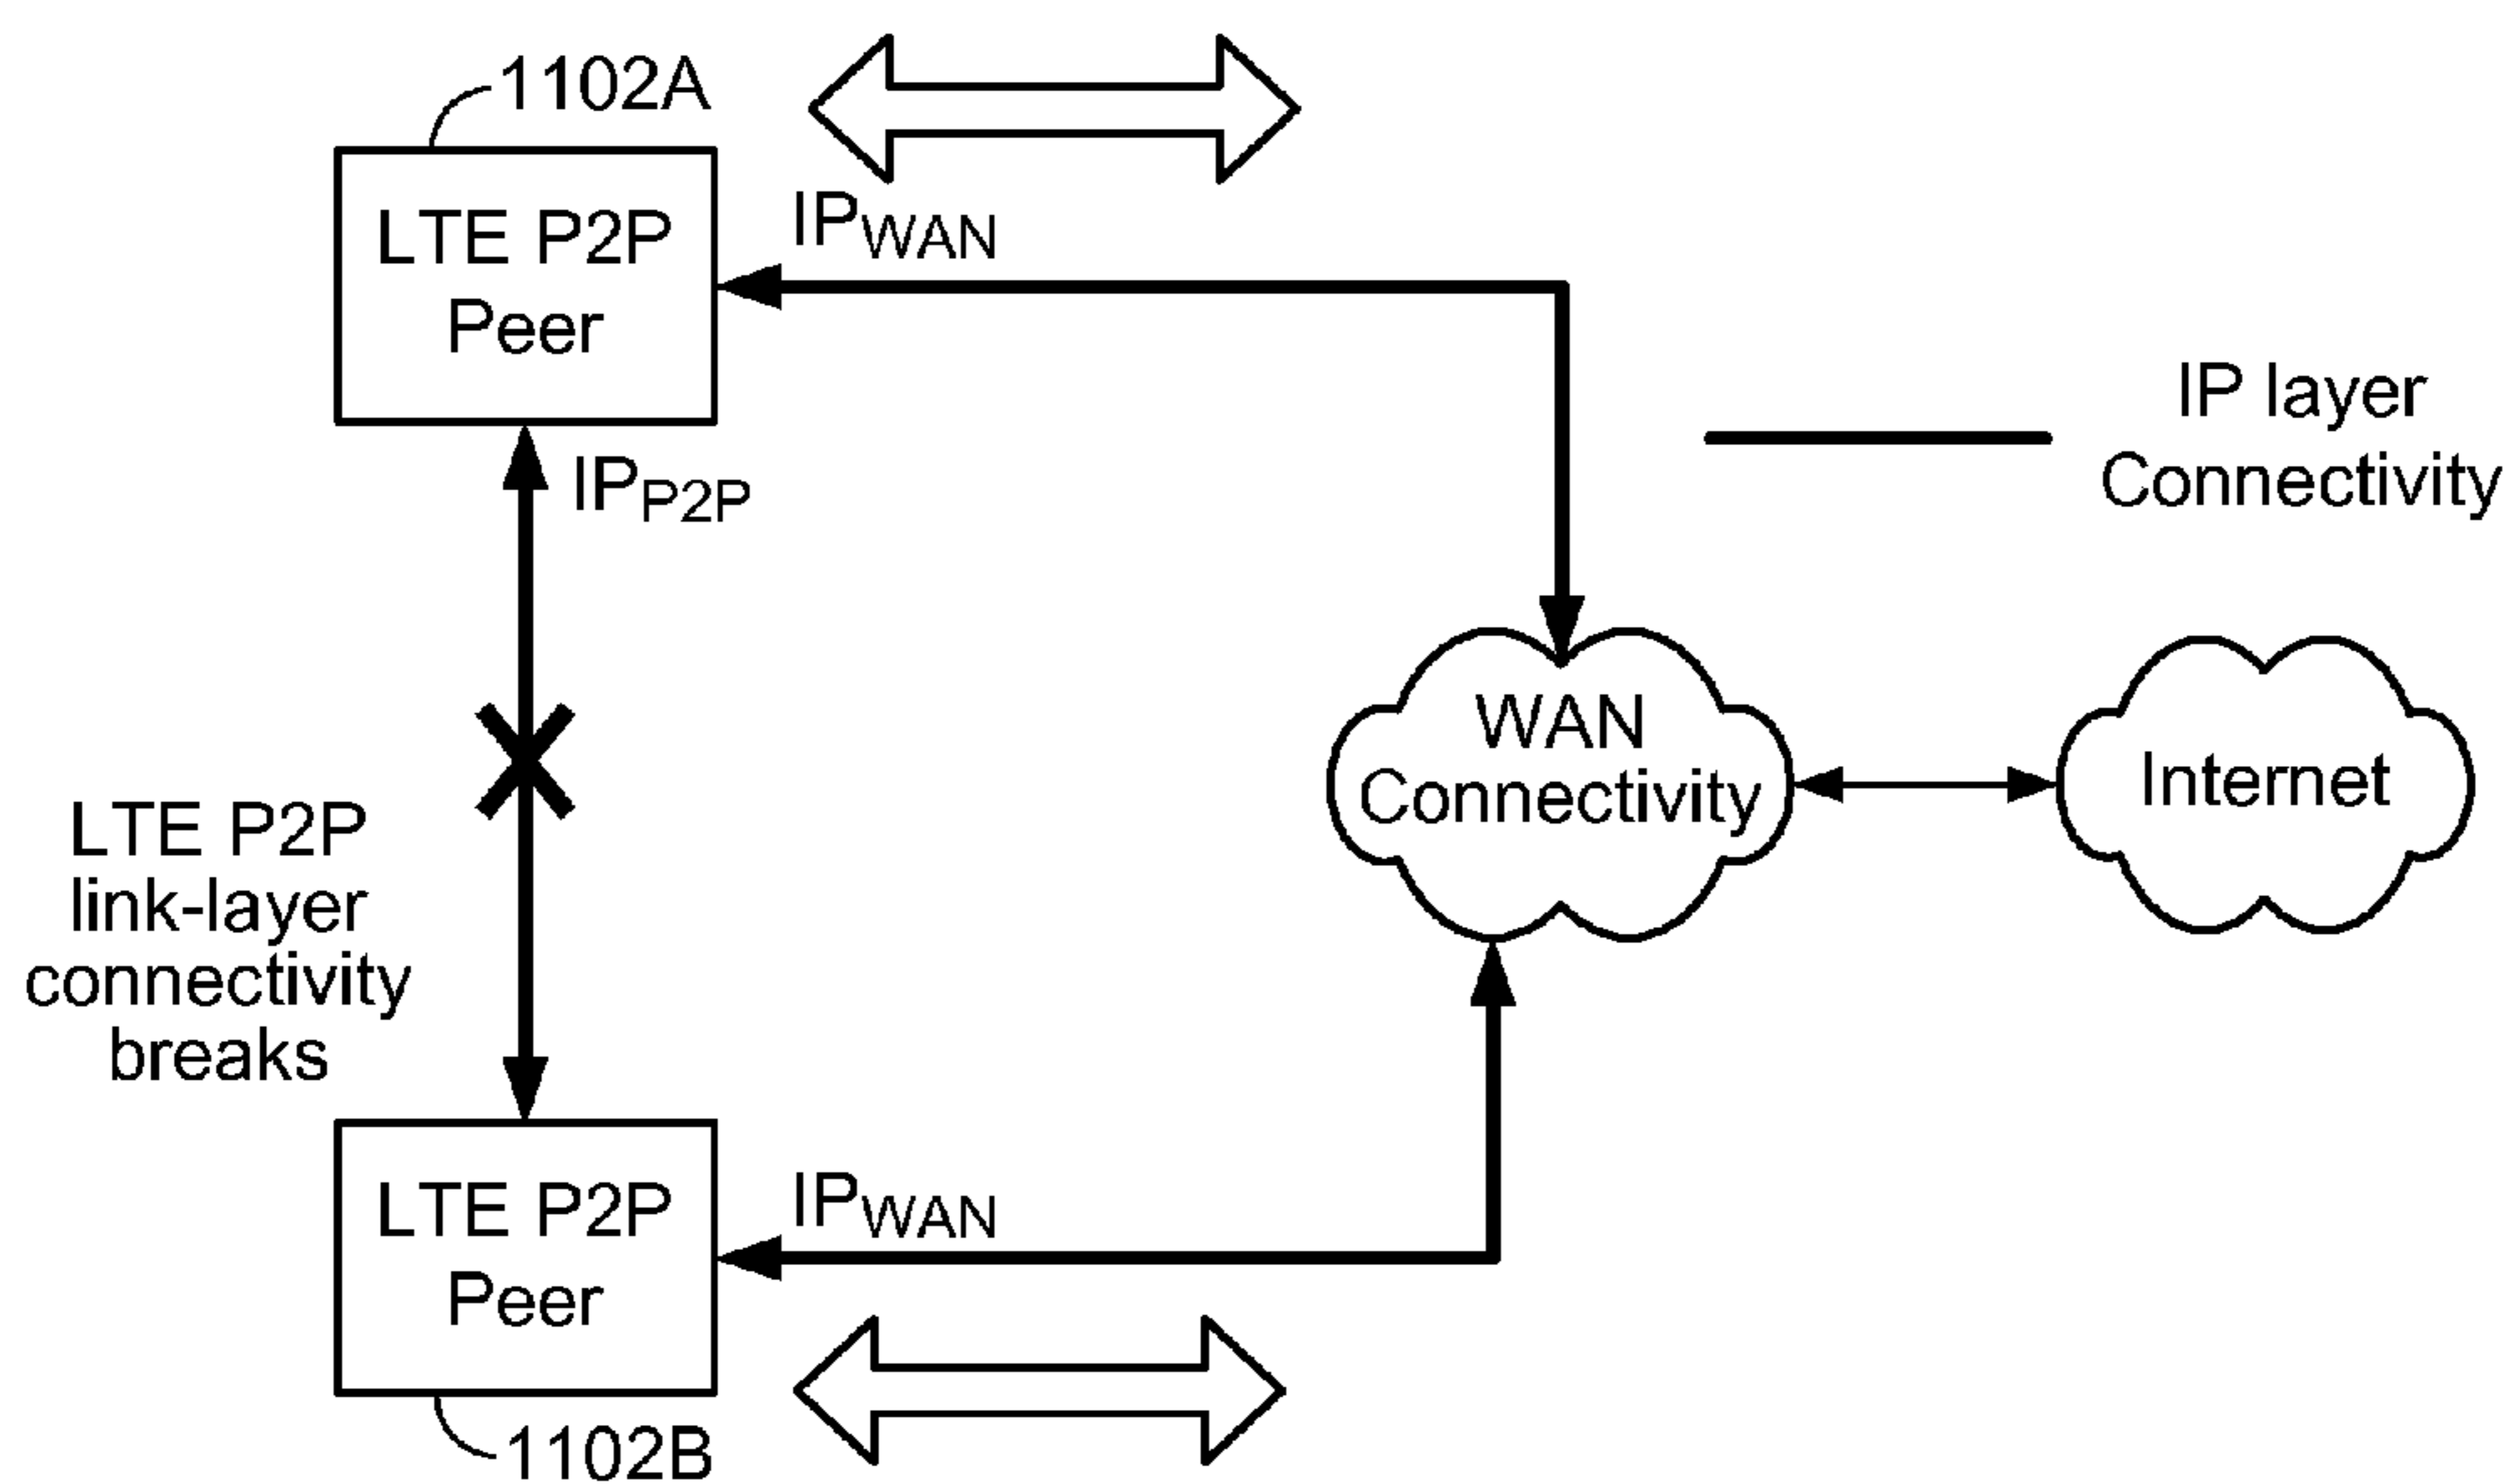 1102A
LTE P2P
Peer
IPWAN
IPP2P
IP layer
Connectivity
WAN
Connectivity
Internet
LTE P2P
link-layer
connectivity
breaks
LTE P2P
Peer
IPWAN
1102B